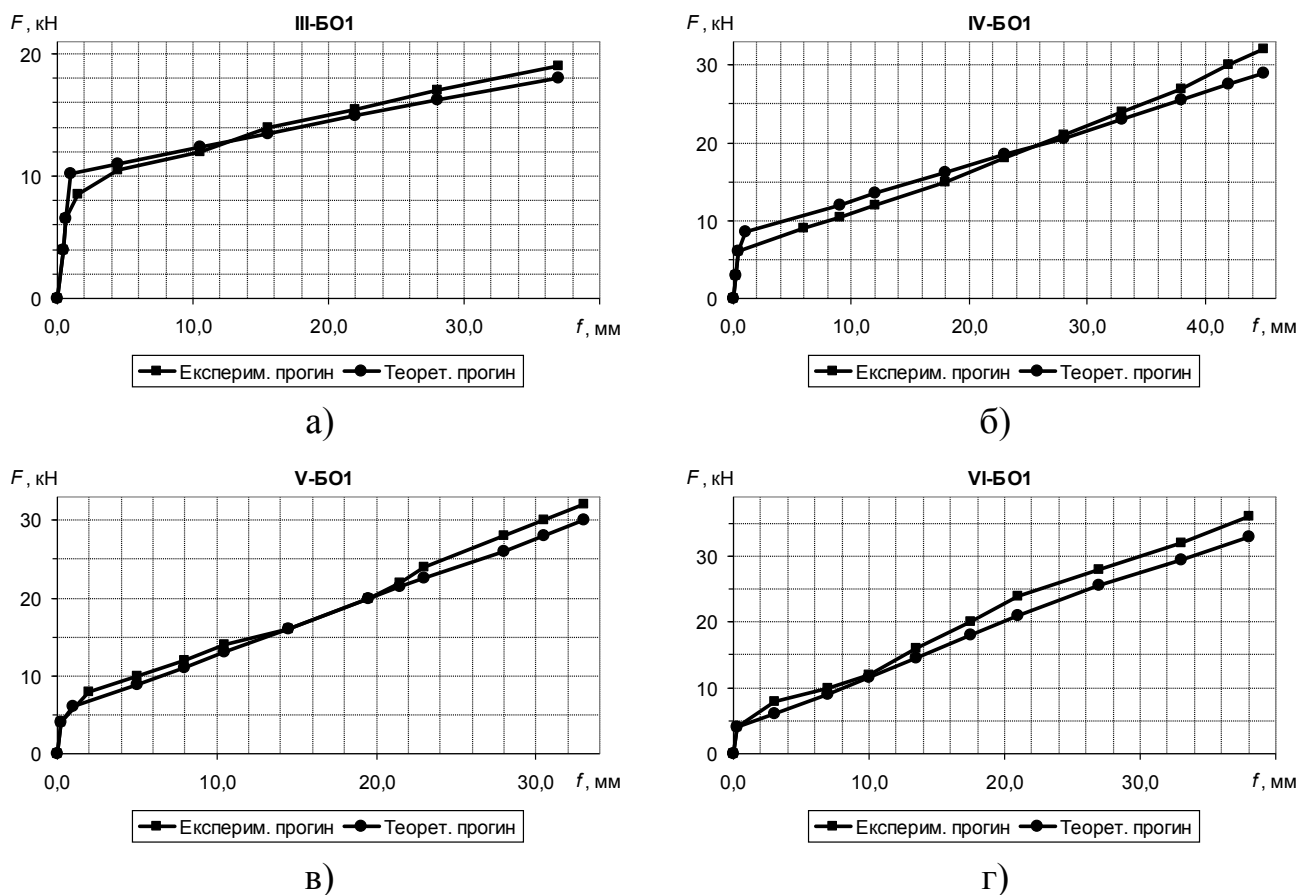 F, кН
III-БО1
20
10
0
0,0 10,0 20,0 30,0 f, мм
Експерим. прогин Теорет. прогин
а)
F, кН
IV-БО1
30
20
10
0
0,0 10,0 20,0 30,0 40,0 f, мм
Експерим. прогин Теорет. прогин
б)
F, кН
V-БО1
30
20
10
0
0,0 10,0 20,0 30,0 f, мм
Експерим. прогин Теорет. прогин
в)
F, кН
VI-БО1
30
20
10
0
0,0 10,0 20,0 30,0 f, мм
Експерим. прогин Теорет. прогин
г)